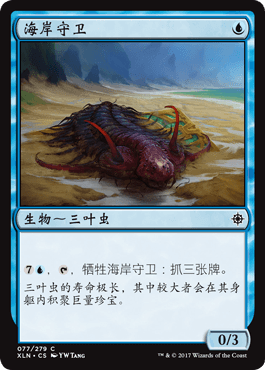 海岸守卫
生物～三叶虫
7, , 牺牲海岸守卫：抓三张牌。
三叶虫的寿命极长，其中较大者会在其身
躯内积聚巨量珍宝。
0/3
077/279 C
XLN • CS YW TANG
™ & © 2017 Wizards of the Coast